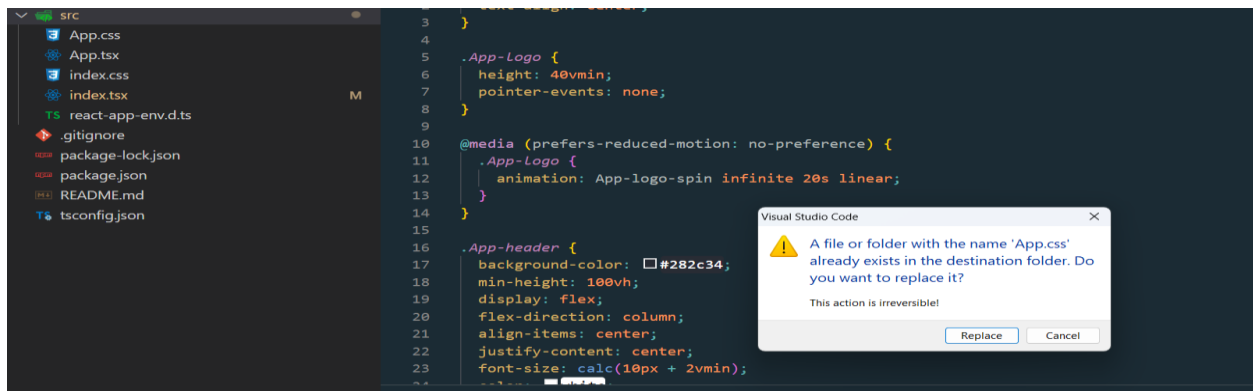 src
App.css
App.tsx
index.css
index.tsx M
TS react-app-env.d.ts
.gitignore
package-lock.json
package.json
README.md
TS tsconfig.json
2 text-align: center;
3 }
4
5 .App-Logo {
6 height: 40vmin;
7 pointer-events: none;
8 }
9
10 @media (prefers-reduced-motion: no-preference) {
11 .App-Logo {
12 animation: App-logo-spin infinite 20s linear;
13 }
14 }
15
16 .App-header {
17 background-color: #282c34;
18 min-height: 100vh;
19 display: flex;
20 flex-direction: column;
21 align-items: center;
22 justify-content: center;
23 font-size: calc(10px + 2vmin);
Visual Studio Code
A file or folder with the name 'App.css'
already exists in the destination folder. Do
you want to replace it?
This action is irreversible!
Replace Cancel